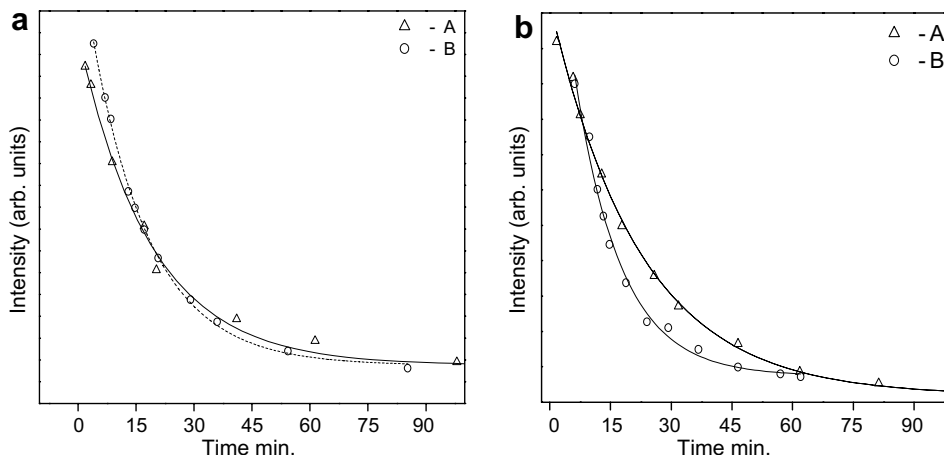 a
- A
- B
Intensity (arb. units)
0 15 30 45 60 75 90
Time min.
b
-A
-B
Intensity (arb. units)
0 15 30 45 60 75 90
Time min.